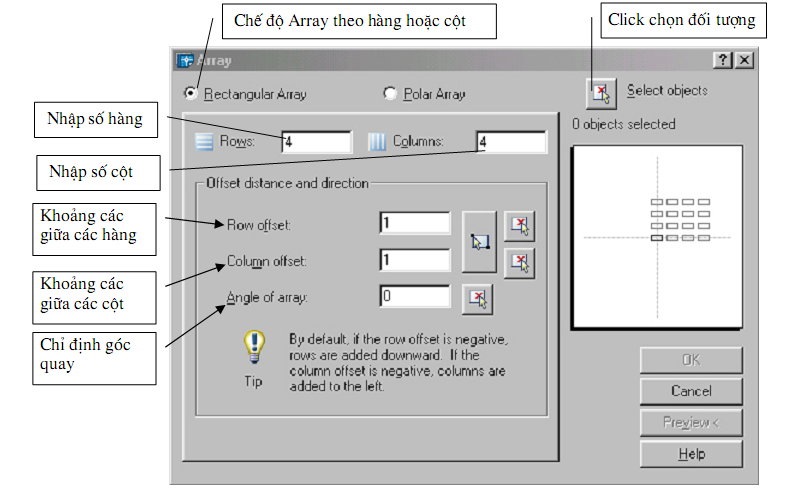 Chế độ Array theo hàng hoặc cột
Click chọn đối tượng
Array
Rectangular Array
Polar Array
Select objects
0 objects selected
Nhập số hàng
Rows:
4
Columns:
4
Nhập số cột
Offset distance and direction
Khoảng các
giữa các hàng
Row offset:
1
Khoảng các
giữa các cột
Column offset:
1
Chỉ định góc
quay
Angle of array:
0
Tip
By default, if the row offset is negative,
rows are added downward. If the
column offset is negative, columns are
added to the left.
OK
Cancel
Preview <
Help